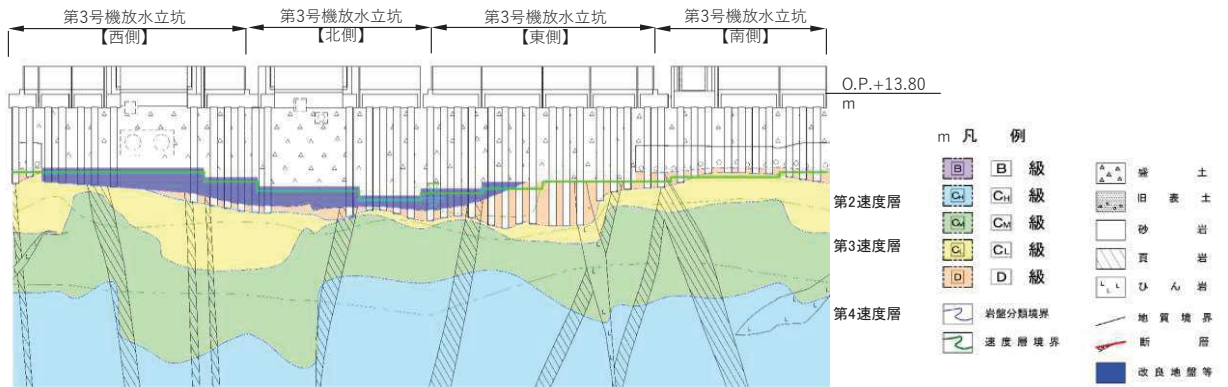 第3号機放水立坑 第3号機放水立坑 第3号機放水立坑 第3号機放水立坑
【西側】 【北側】 【東側】 【南側】
O.P.+13.80
m
第2速度層
第3速度層
第4速度層
m 凡 例
B B 級
CH CH 級
CM CM 級
CL CL 級
D D 級
岩盤分類境界
速度層境界
盛 土
旧 表 土
砂 岩
頁 岩
ひ ん 岩
地 質 境 界
断 層
改 良 地 盤 等